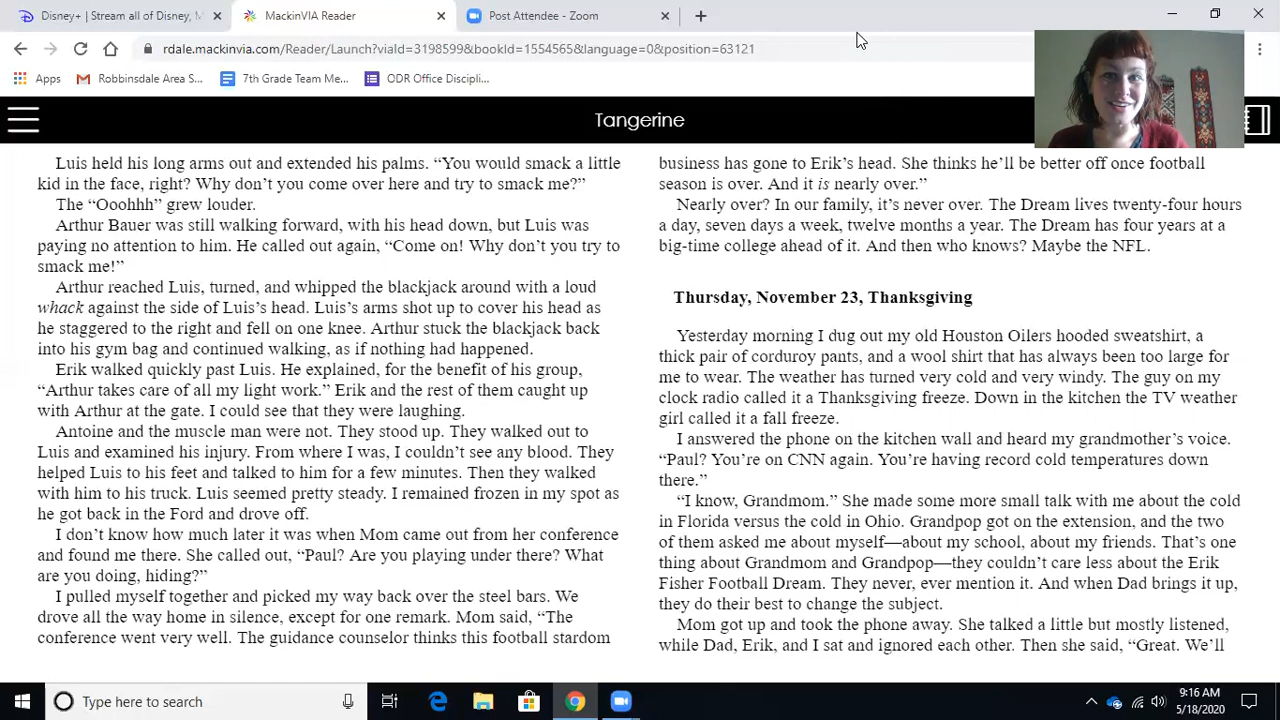 Disney+ | Stream all of Disney, M
MackinVIA Reader
Post Attendee - Zoom
rdale.mackinvia.com/Reader/Launch?viaId=3198599&bookId=1554565&language=0&position=63121
Apps
Robbinsdale Area S...
7th Grade Team Me...
ODR Office Discipli...
Tangerine
Luis held his long arms out and extended his palms. “You would smack a little
kid in the face, right? Why don’t you come over here and try to smack me?”
The “Ooohhh” grew louder.
Arthur Bauer was still walking forward, with his head down, but Luis was
paying no attention to him. He called out again, “Come on! Why don’t you try to
smack me!”
Arthur reached Luis, turned, and whipped the blackjack around with a loud
whack against the side of Luis’s head. Luis’s arms shot up to cover his head as
he staggered to the right and fell on one knee. Arthur stuck the blackjack back
into his gym bag and continued walking, as if nothing had happened.
Erik walked quickly past Luis. He explained, for the benefit of his group,
“Arthur takes care of all my light work.” Erik and the rest of them caught up
with Arthur at the gate. I could see that they were laughing.
Antoine and the muscle man were not. They stood up. They walked out to
Luis and examined his injury. From where I was, I couldn’t see any blood. They
helped Luis to his feet and talked to him for a few minutes. Then they walked
with him to his truck. Luis seemed pretty steady. I remained frozen in my spot as
he got back in the Ford and drove off.
I don’t know how much later it was when Mom came out from her conference
and found me there. She called out, “Paul? Are you playing under there? What
are you doing, hiding?”
I pulled myself together and picked my way back over the steel bars. We
drove all the way home in silence, except for one remark. Mom said, “The
conference went very well. The guidance counselor thinks this football stardom
business has gone to Erik’s head. She thinks he’ll be better off once football
season is over. And it is nearly over.”
Nearly over? In our family, it’s never over. The Dream lives twenty-four hours
a day, seven days a week, twelve months a year. The Dream has four years at a
big-time college ahead of it. And then who knows? Maybe the NFL.
Thursday, November 23, Thanksgiving
Yesterday morning I dug out my old Houston Oilers hooded sweatshirt, a
thick pair of corduroy pants, and a wool shirt that has always been too large for
me to wear. The weather has turned very cold and very windy. The guy on my
clock radio called it a Thanksgiving freeze. Down in the kitchen the TV weather
girl called it a fall freeze.
I answered the phone on the kitchen wall and heard my grandmother’s voice.
“Paul? You’re on CNN again. You’re having record cold temperatures down
there.”
“I know, Grandmom.” She made some more small talk with me about the cold
in Florida versus the cold in Ohio. Grandpop got on the extension, and the two
of them asked me about myself—about my school, about my friends. That’s one
thing about Grandmom and Grandpop—they couldn’t care less about the Erik
Fisher Football Dream. They never, ever mention it. And when Dad brings it up,
they do their best to change the subject.
Mom got up and took the phone away. She talked a little but mostly listened,
while Dad, Erik, and I sat and ignored each other. Then she said, “Great. We’ll
Type here to search
9:16 AM
5/18/2020